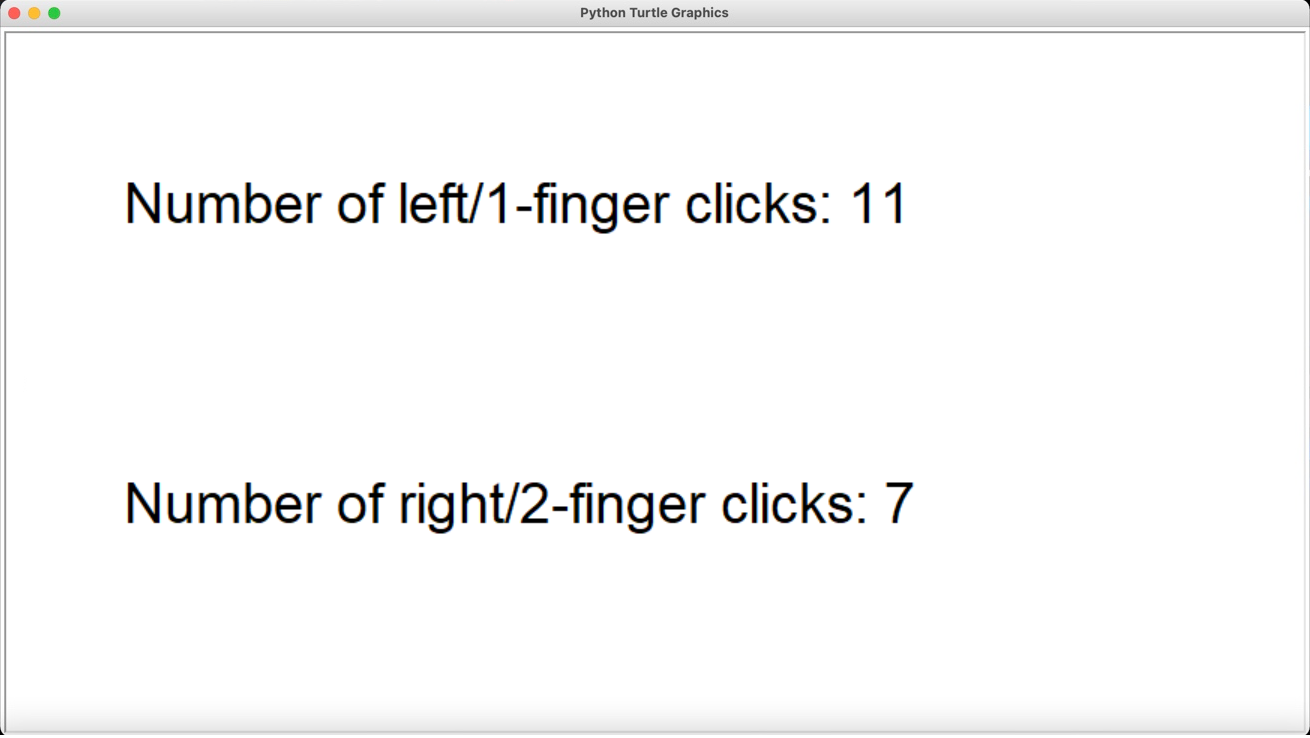 Python Turtle Graphics
Number of left/1-finger clicks: 11
Number of right/2-finger clicks: 7